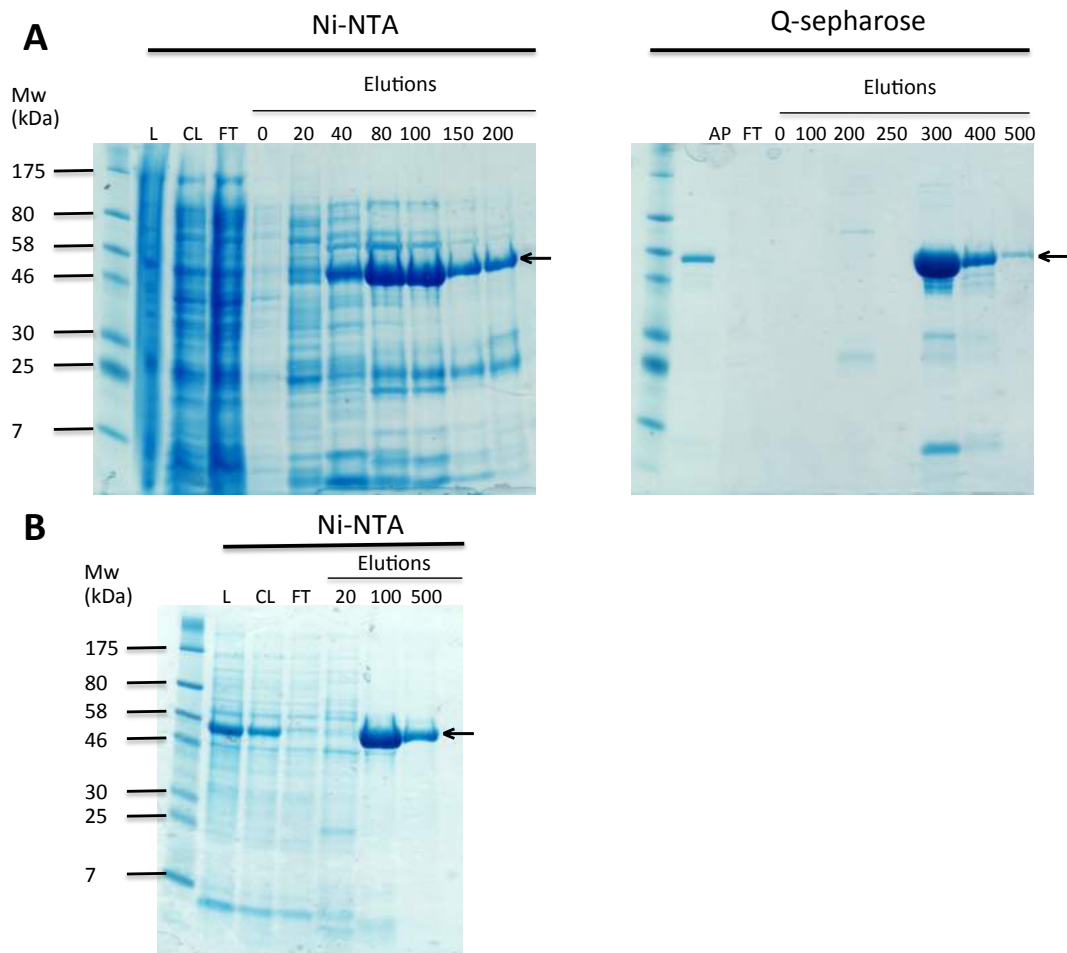 A
Ni-NTA
Elutions
Mw
(kDa)
L CL FT 0 20 40 80 100 150 200
175
80
58
46
30
25
7
Q-sepharose
Elutions
AP FT 0 100 200 250 300 400 500
B
Ni-NTA
Elutions
Mw
(kDa)
L CL FT 20 100 500
175
80
58
46
30
25
7